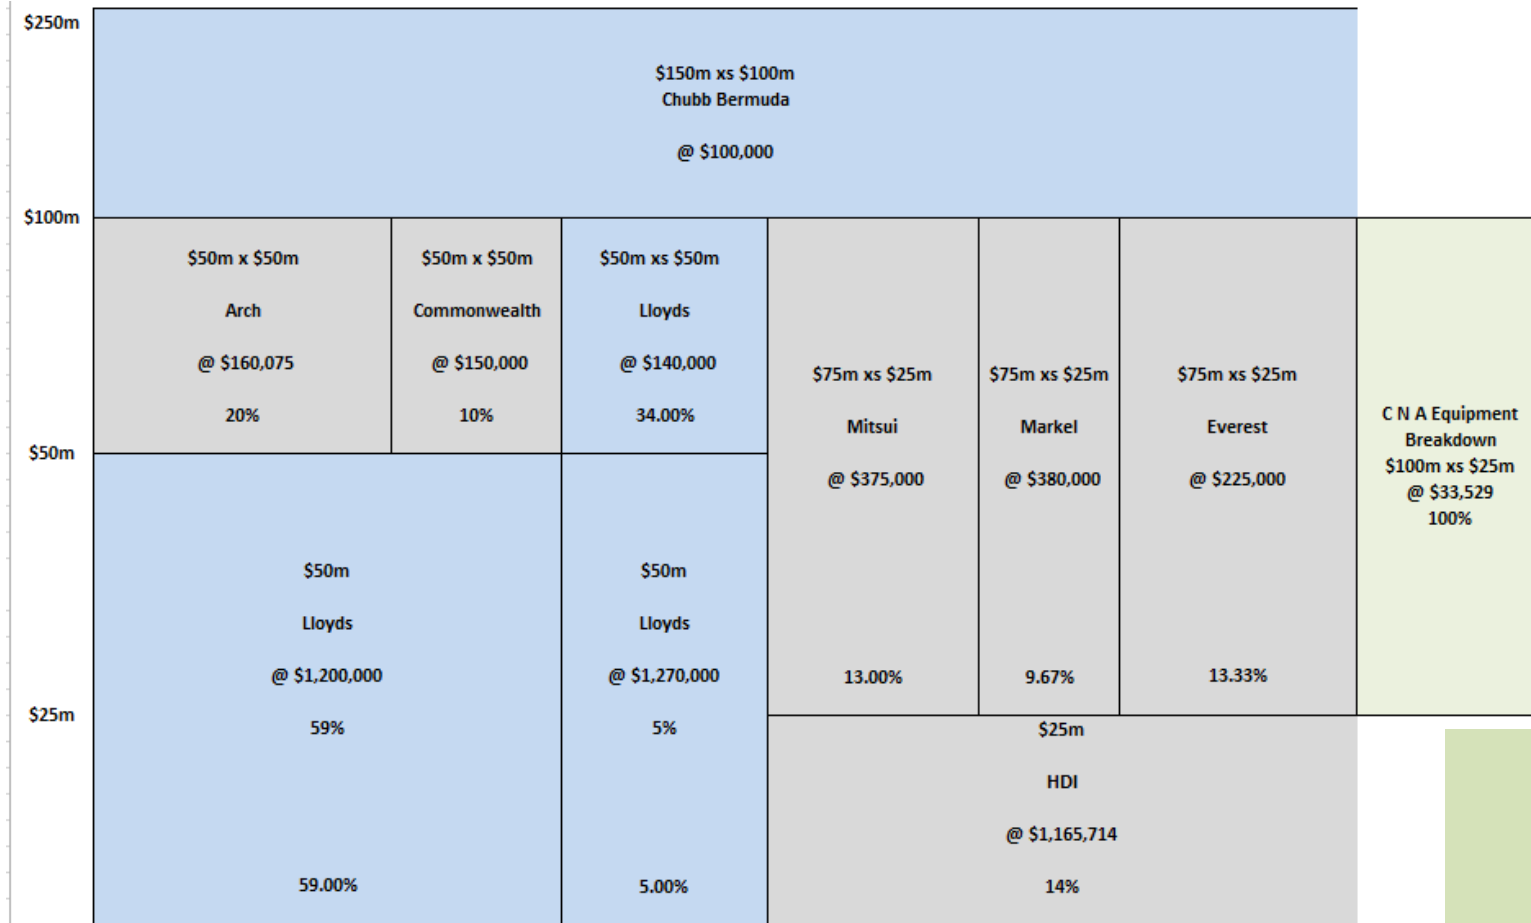 $250m
$150m xs $100m
Chubb Bermuda
@ $100,000
$100m
$50m x $50m
Arch
@ $160,075
20%
$50m x $50m
Commonwealth
@ $150,000
10%
$50m xs $50m
Lloyds
@ $140,000
34.00%
$75m xs $25m
Mitsui
@ $375,000
13.00%
$75m xs $25m
Markel
@ $380,000
9.67%
$75m xs $25m
Everest
@ $225,000
13.33%
C N A Equipment
Breakdown
$100m xs $25m
@ $33,529
100%
$50m
$50m
Lloyds
@ $1,200,000
59%
59.00%
$50m
Lloyds
@ $1,270,000
5%
5.00%
$25m
$25m
HDI
@ $1,165,714
14%